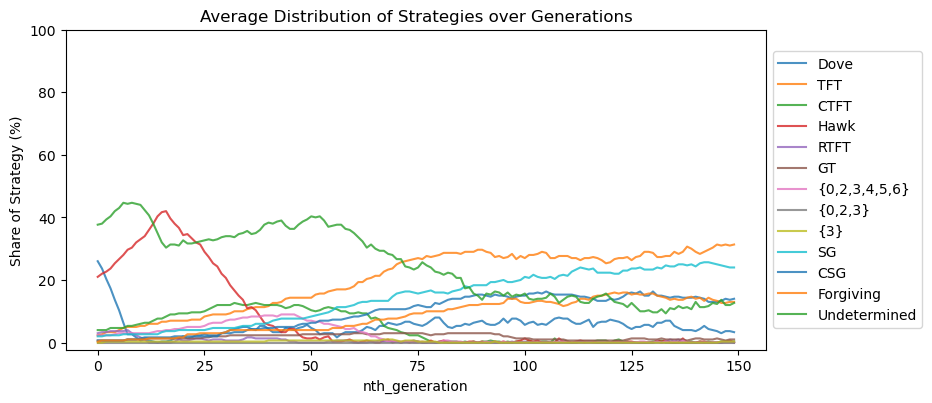 Average Distribution of Strategies over Generations
Share of Strategy (%)
100
80
60
40
20
0
0 25 50 75 100 125 150
nth_generation
Dove
TFT
CTFT
Hawk
RTFT
GT
{0,2,3,4,5,6}
{0,2,3}
{3}
SG
CSG
Forgiving
Undetermined